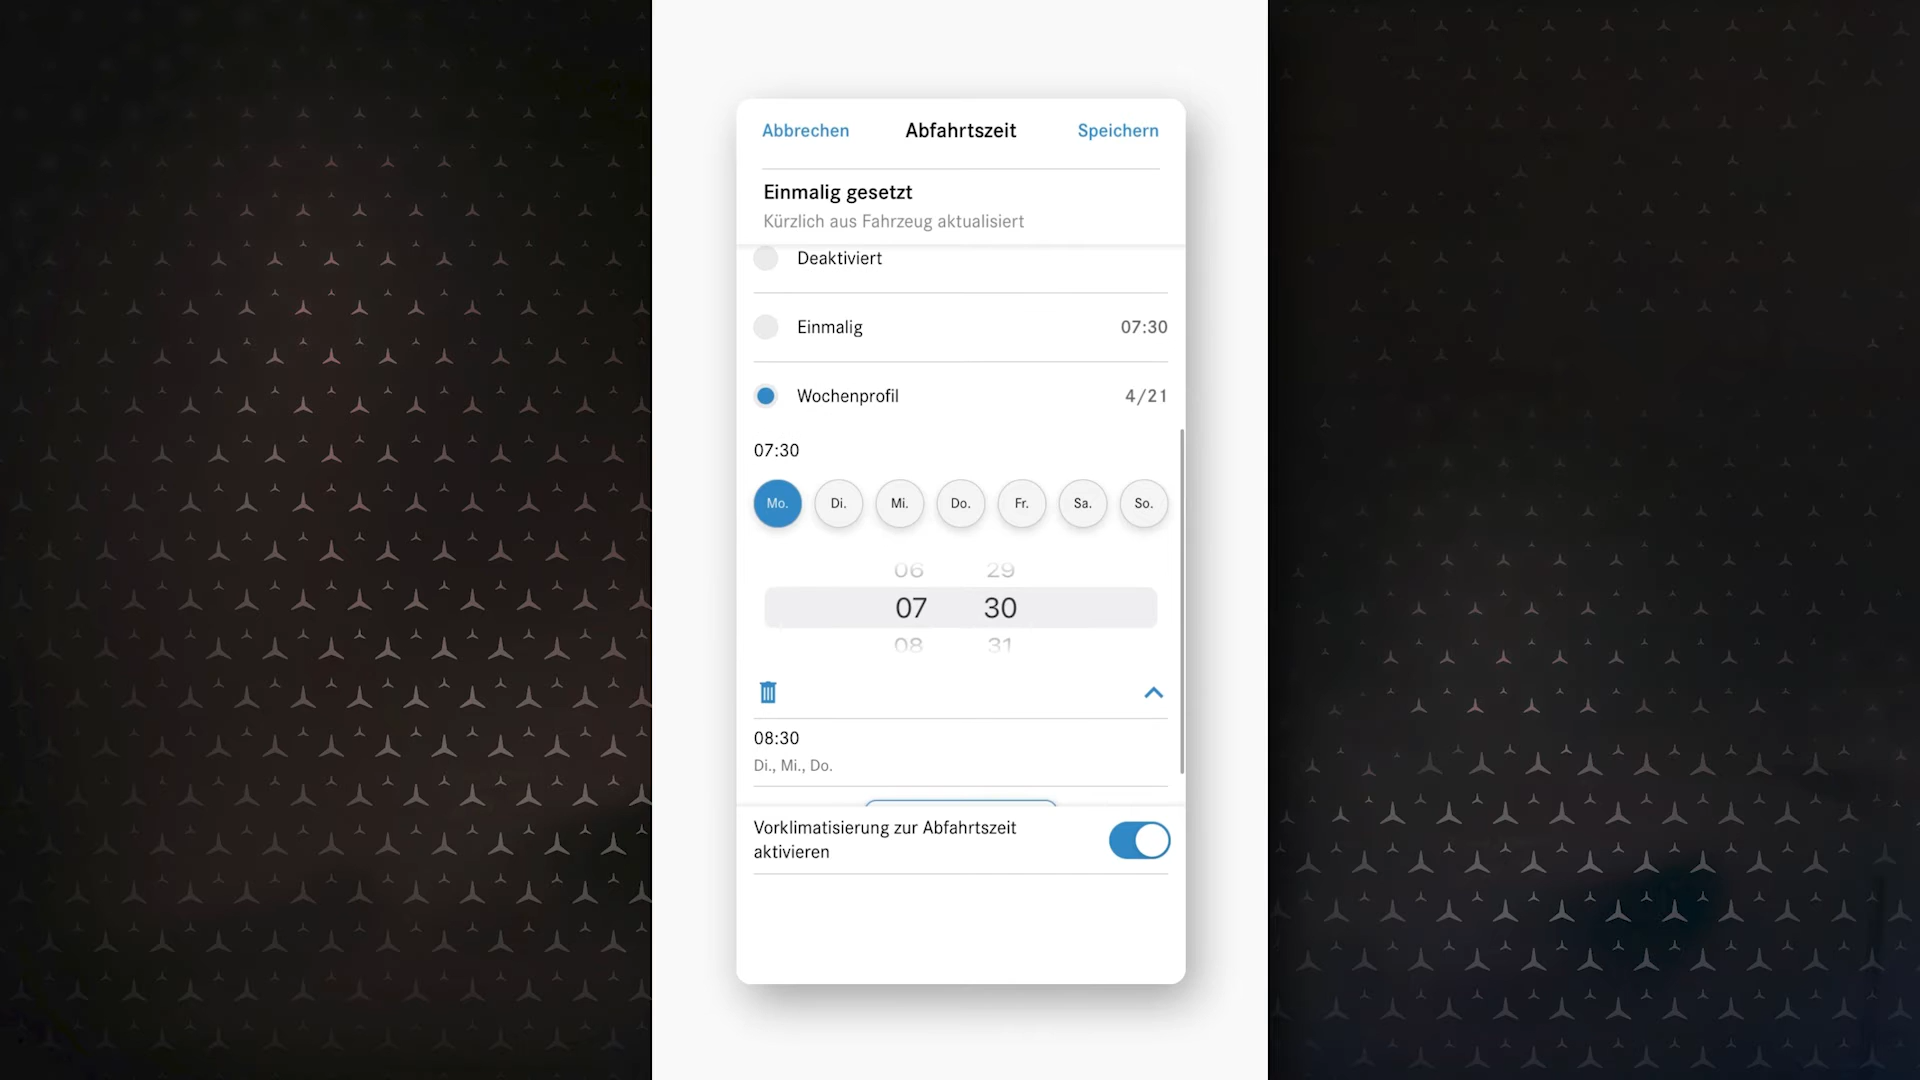 Abbrechen Abfahrtszeit Speichern
Einmalig gesetzt
Kürzlich aus Fahrzeug aktualisiert
Deaktiviert
Einmalig 07:30
Wochenprofil 4/21
07:30
Mo. Di. Mi. Do. Fr. Sa. So.
06 29
07 30
08 31
08:30
Di., Mi., Do.
Vorklimatisierung zur Abfahrtszeit
aktivieren